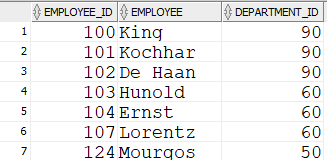 EMPLOYEE_ID EMPLOYEE DEPARTMENT_ID
1 100 King 90
2 101 Kochhar 90
3 102 De Haan 90
4 103 Hunold 60
5 104 Ernst 60
6 107 Lorentz 60
7 124 Mourgos 50